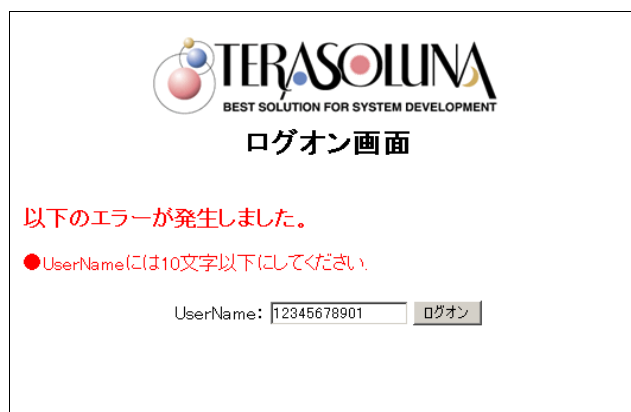 TERASOLUNA
BEST SOLUTION FOR SYSTEM DEVELOPMENT
ログオン画面
以下のエラーが発生しました。
●UserNameには10文字以下にしてください.
UserName: 12345678901 ログオン